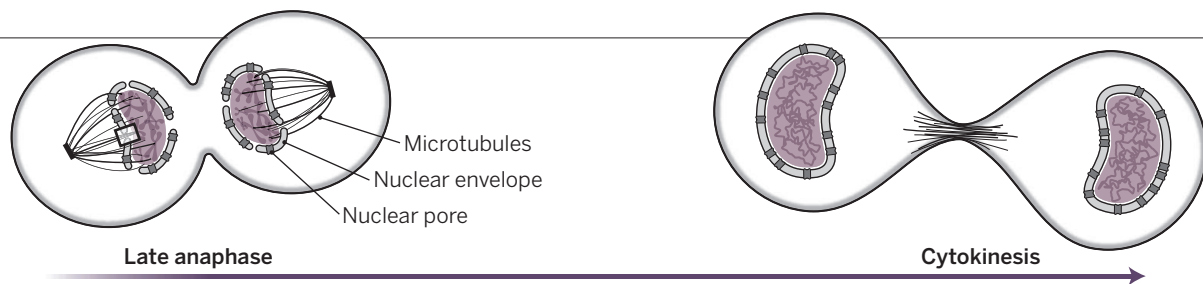 Microtubules
Nuclear envelope
Nuclear pore
Late anaphase
Cytokinesis